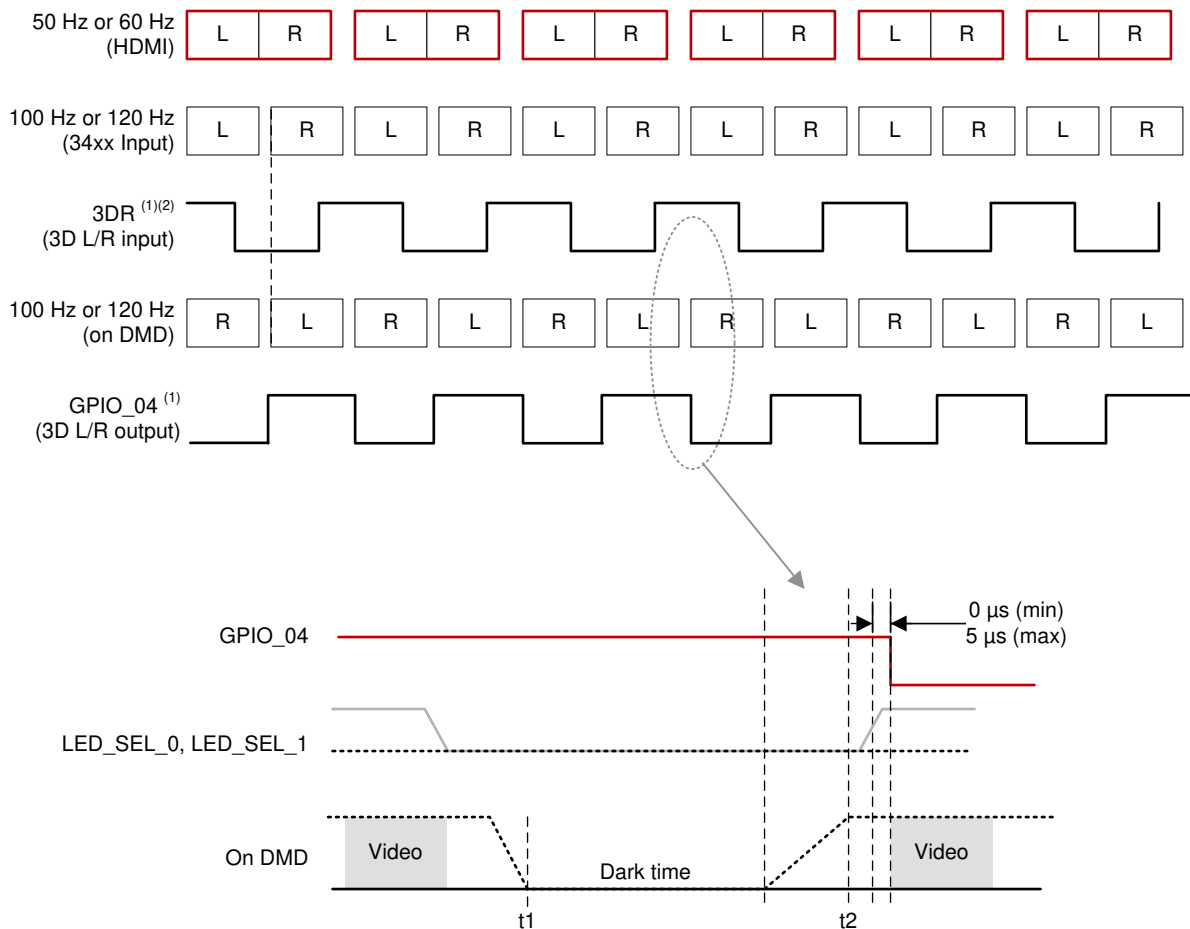 50 Hz or 60 Hz
(HDMI)
L R L R L R L R L R L R
100 Hz or 120 Hz
(34xx Input)
L R L R L R L R L R L R
3DR (1)(2)
(3D L/R input)
100 Hz or 120 Hz
(on DMD)
R L R L R L R L R L R L
GPIO_04 (1)
(3D L/R output)
0 µs (min)
5 µs (max)
GPIO_04
LED_SEL_0, LED_SEL_1
On DMD
Video
Dark time
Video
t1
t2